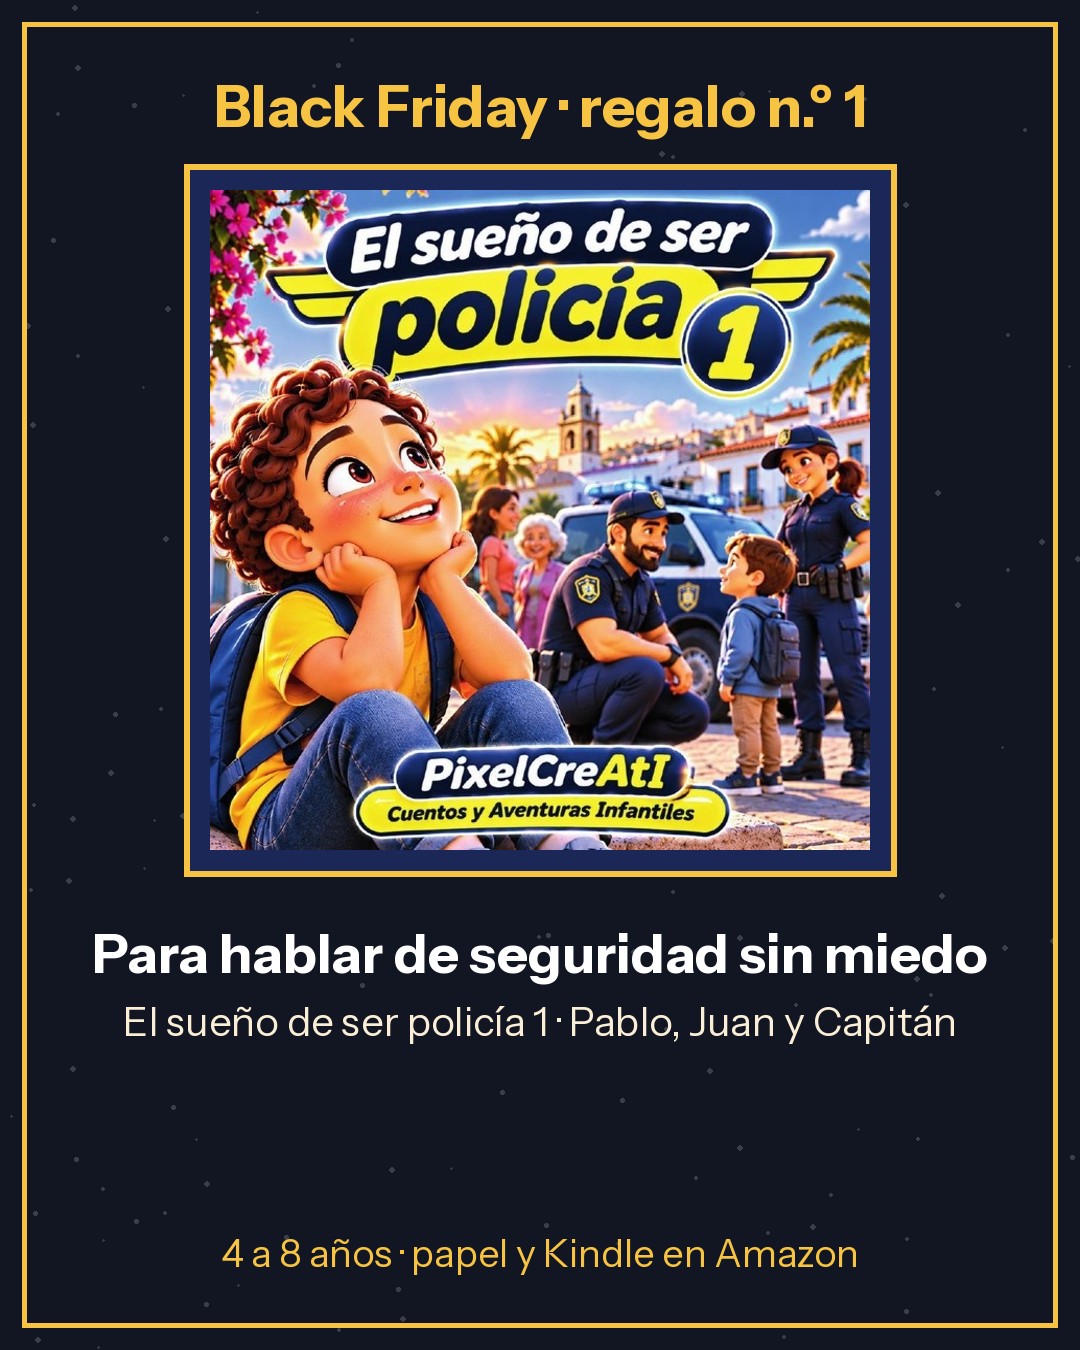 Black Friday · regalo n.º 1
El sueño de ser
policía 1
PixelCreAtI
Cuentos y Aventuras Infantiles
Para hablar de seguridad sin miedo
El sueño de ser policía 1 · Pablo, Juan y Capitán
4 a 8 años · papel y Kindle en Amazon